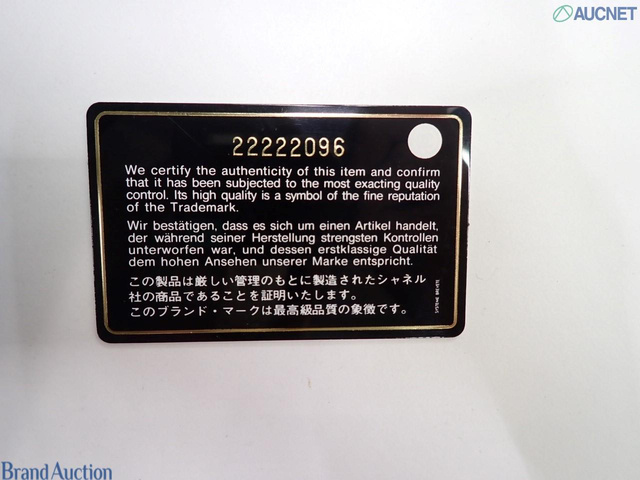 AUCNET
22222096
We certify the authenticity of this item and confirm
that it has been subjected to the most exacting quality
control. Its high quality is a symbol of the fine reputation
of the Trademark.
Wir bestätigen, dass es sich um einen Artikel handelt,
der während seiner Herstellung strengsten Kontrollen
unterworfen war, und dessen erstklassige Qualität
dem hohen Ansehen unserer Marke entspricht.
この製品は厳しい管理のもとに製造されたシャネル
社の商品であることを証明いたします。
このブランド・マークは最高級品質の象徴です。
Brand Auction